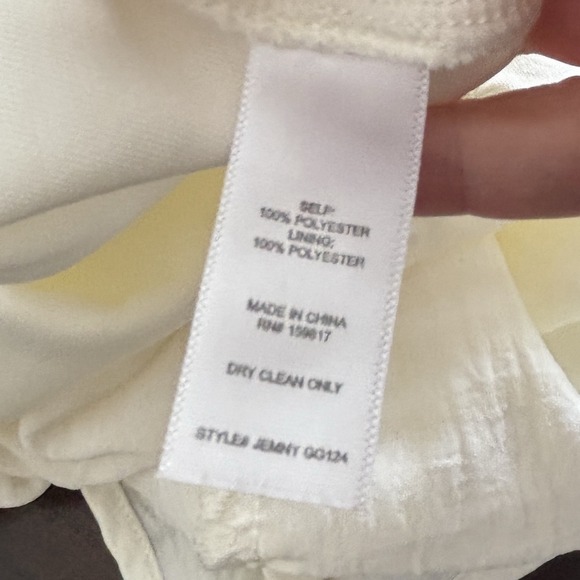 SELF:
100% POLYESTER
LINING:
100% POLYESTER
MADE IN CHINA
RN# 159817
DRY CLEAN ONLY
STYLE# JEMNY GG124